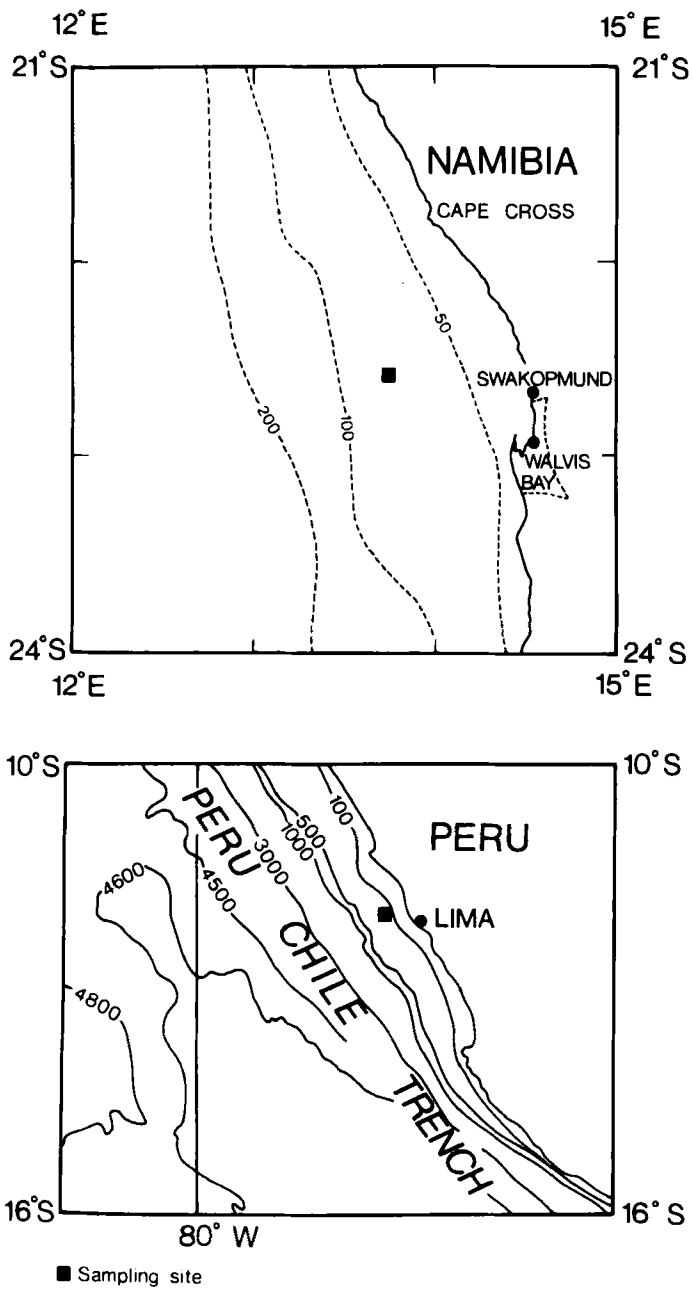 12°E 15°E
21°S 21°S
NAMIBIA
CAPE CROSS
50
SWAKOPMUND
200
100
WALVIS
BAY
24°S 24°S
12°E 15°E
10°S 10°S
100
PERU
500
PERU
1000
3000
4600
4500
LIMA
CHILE
4800
TRENCH
16°S 16°S
80° W
Sampling site